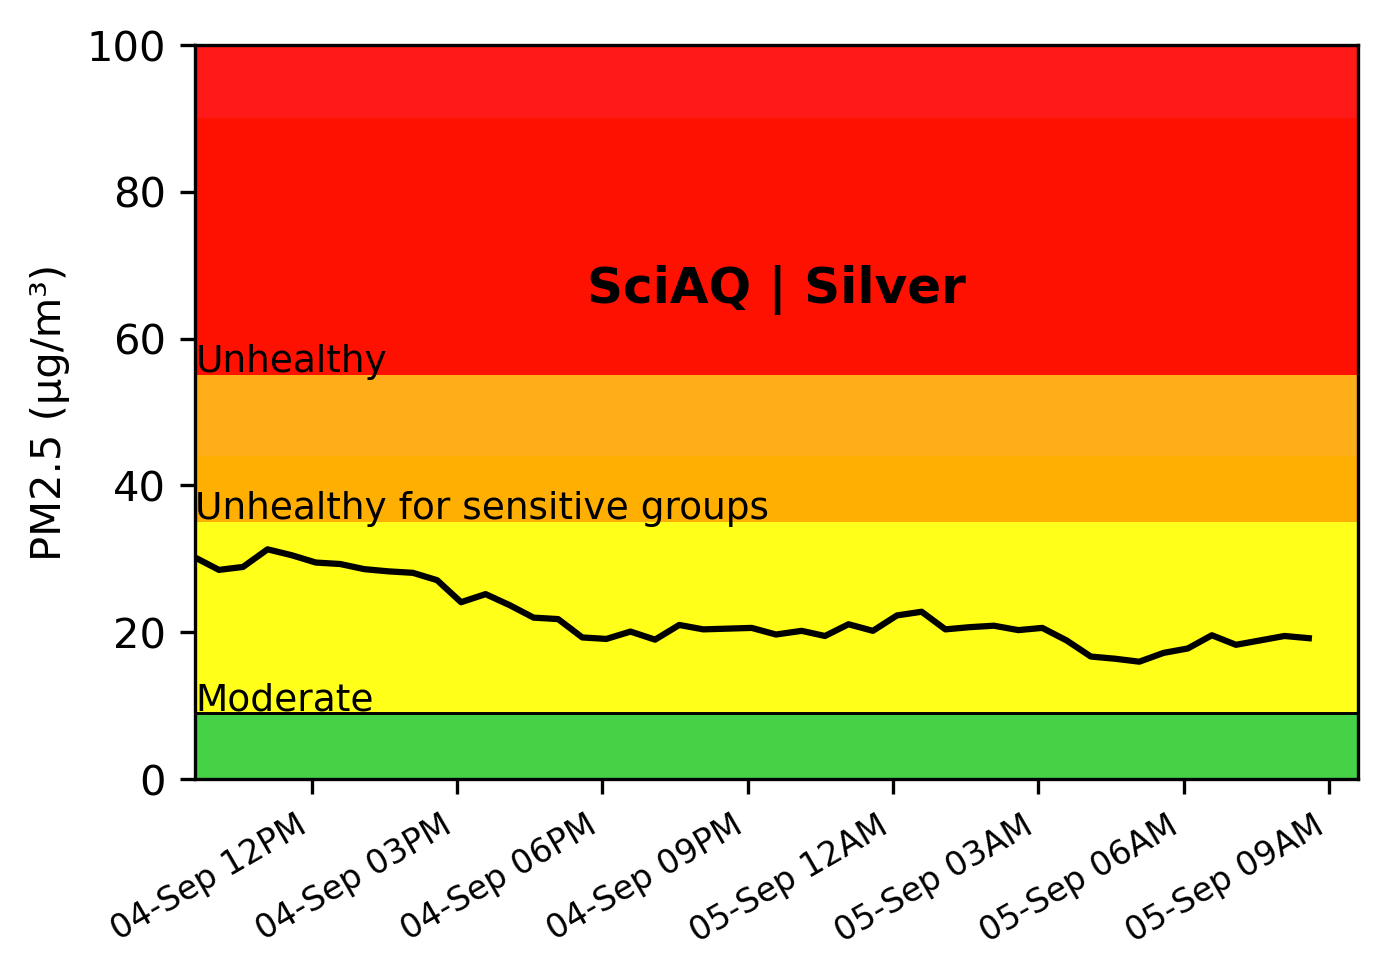 100
80
60
40
20
0
PM2.5 (µg/m³)
SciAQ | Silver
Unhealthy
Unhealthy for sensitive groups
Moderate
04-Sep 12PM
04-Sep 03PM
04-Sep 06PM
04-Sep 09PM
05-Sep 12AM
05-Sep 03AM
05-Sep 06AM
05-Sep 09AM